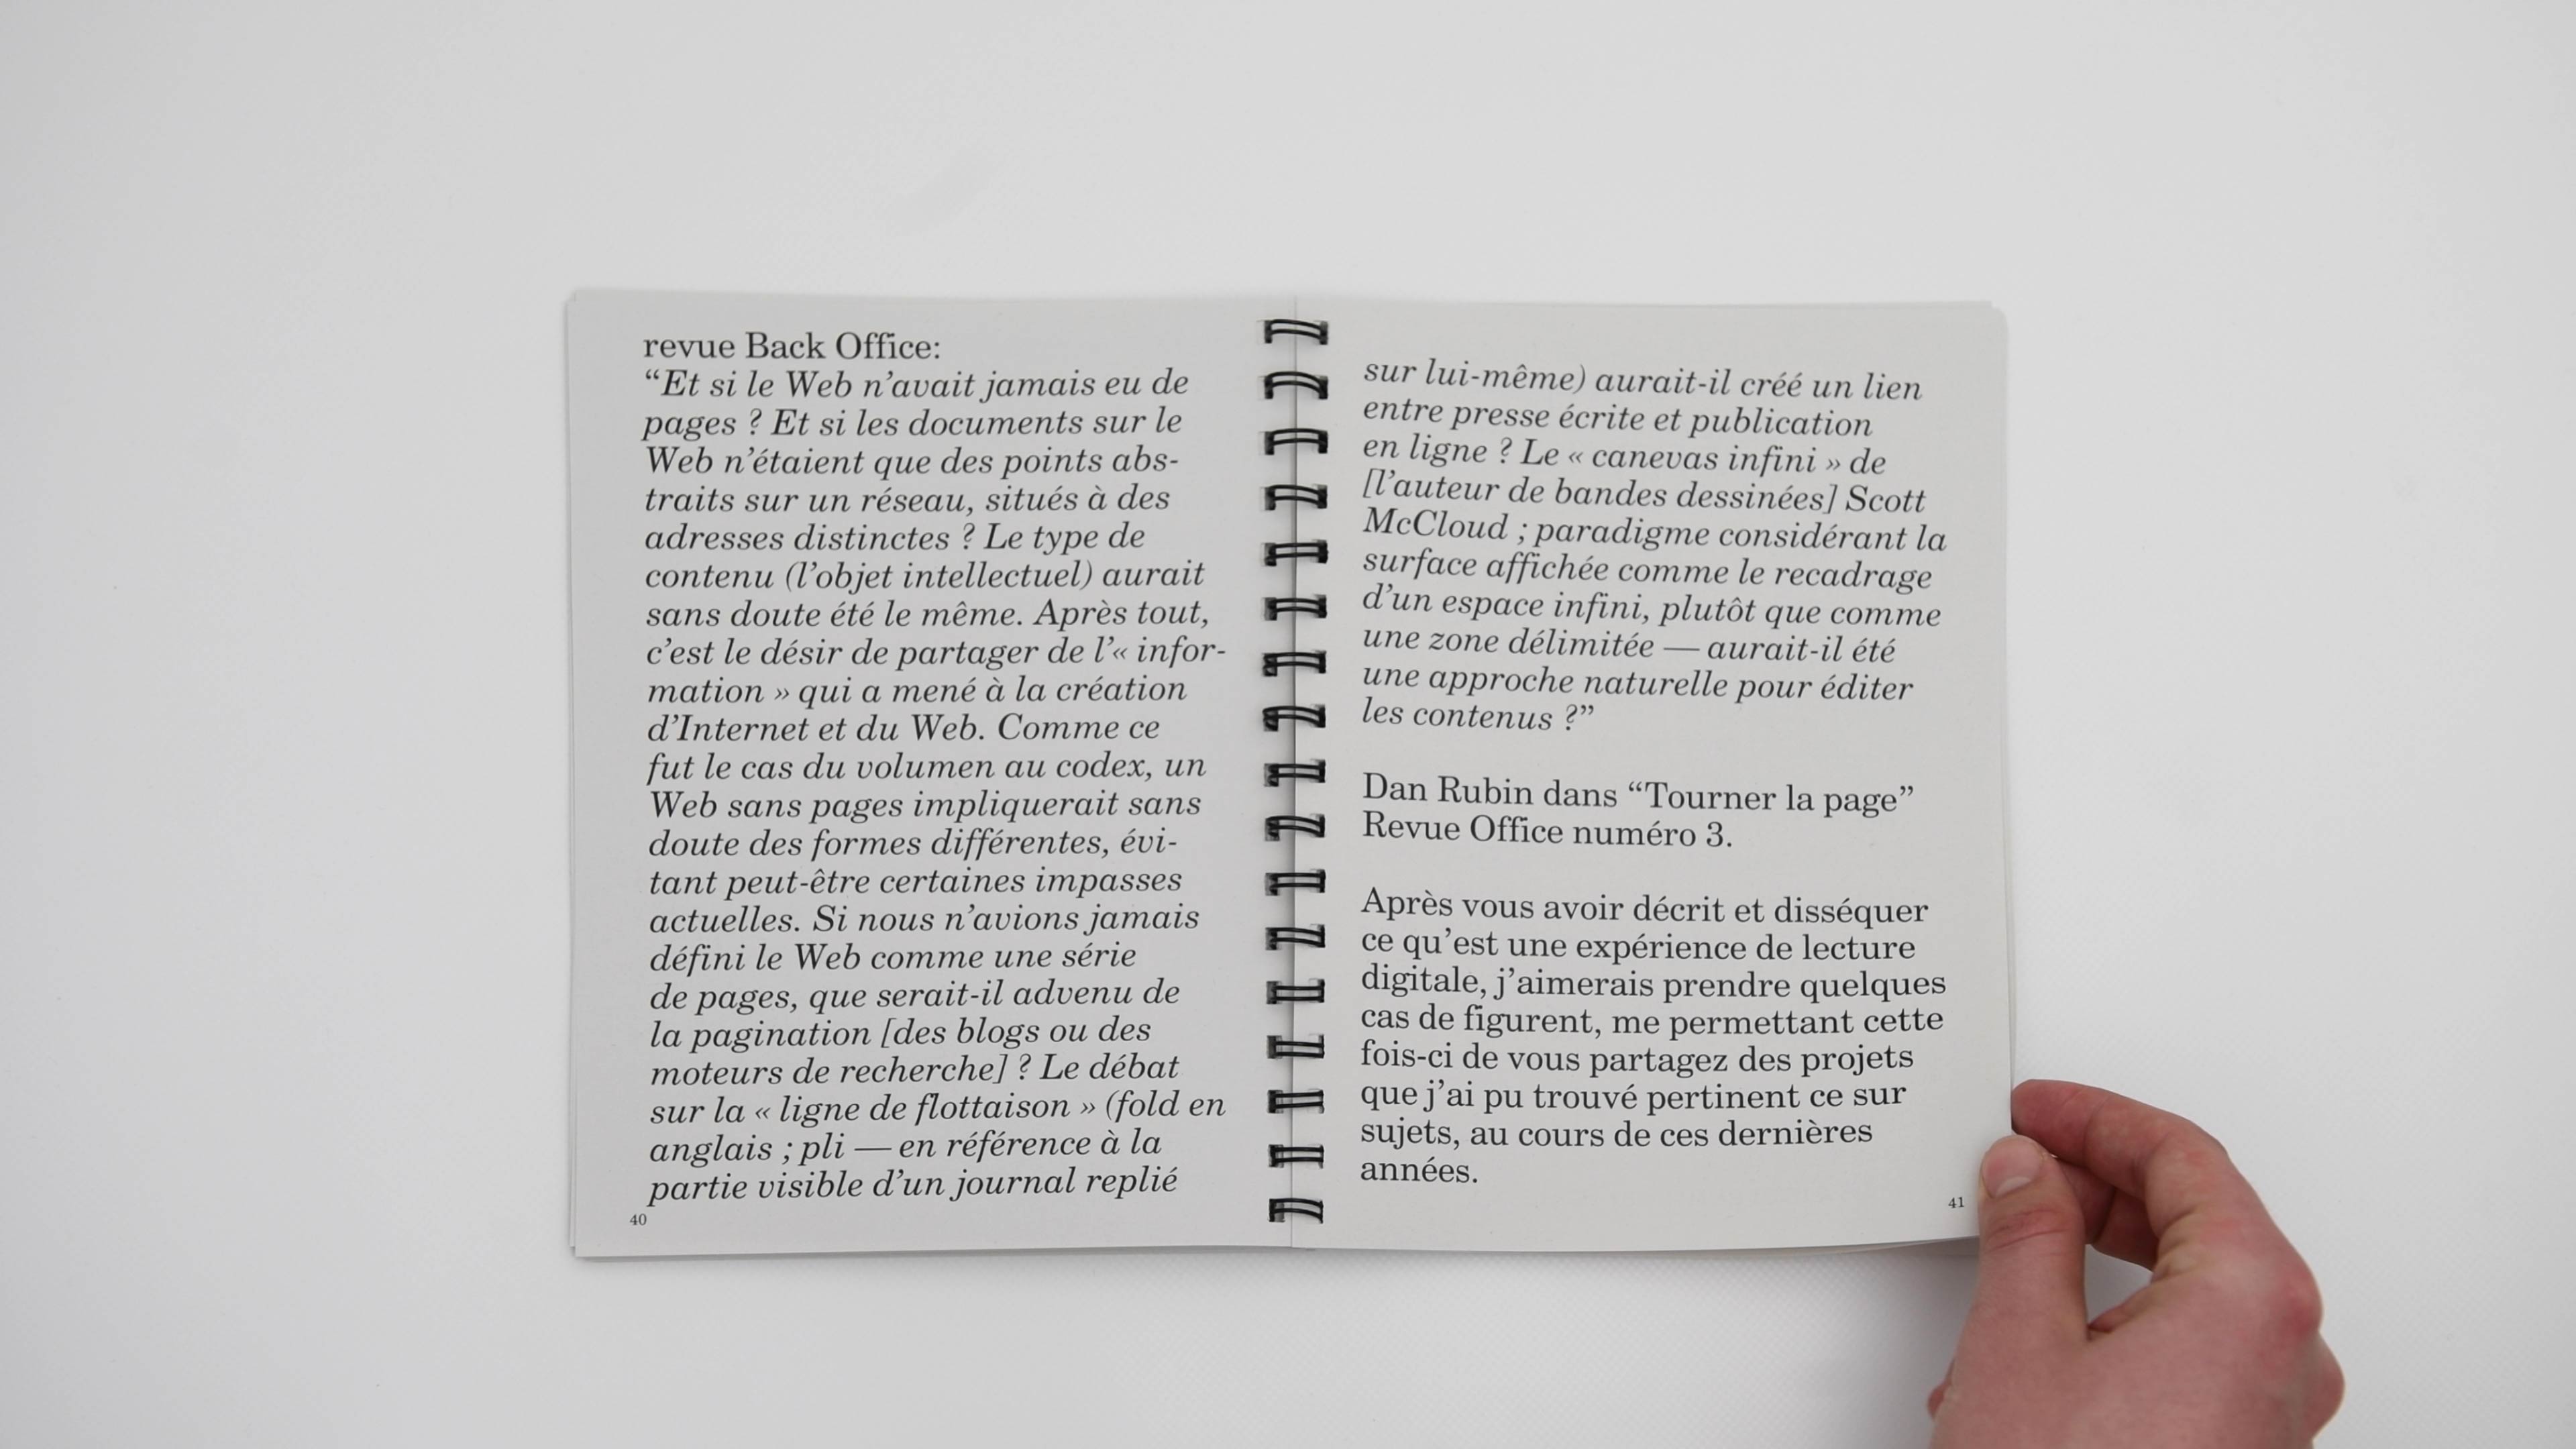 revue Back Office:
“Et si le Web n’avait jamais eu de
pages ? Et si les documents sur le
Web n’étaient que des points abs-
traits sur un réseau, situés à des
adresses distinctes ? Le type de
contenu (l’objet intellectuel) aurait
sans doute été le même. Après tout,
c’est le désir de partager de l’« infor-
mation » qui a mené à la création
d’Internet et du Web. Comme ce
fut le cas du volumen au codex, un
Web sans pages impliquerait sans
doute des formes différentes, évi-
tant peut-être certaines impasses
actuelles. Si nous n’avions jamais
défini le Web comme une série
de pages, que serait-il advenu de
la pagination [des blogs ou des
moteurs de recherche] ? Le débat
sur la « ligne de flottaison » (fold en
anglais ; pli — en référence à la
partie visible d’un journal replié
40
sur lui-même) aurait-il créé un lien
entre presse écrite et publication
en ligne ? Le « canevas infini » de
[l’auteur de bandes dessinées] Scott
McCloud ; paradigme considérant la
surface affichée comme le recadrage
d’un espace infini, plutôt que comme
une zone délimitée — aurait-il été
une approche naturelle pour éditer
les contenus ?”
Dan Rubin dans “Tourner la page”
Revue Office numéro 3.
Après vous avoir décrit et disséquer
ce qu’est une expérience de lecture
digitale, j’aimerais prendre quelques
cas de figurent, me permettant cette
fois-ci de vous partagez des projets
que j’ai pu trouvé pertinent ce sur
sujets, au cours de ces dernières
années.
41